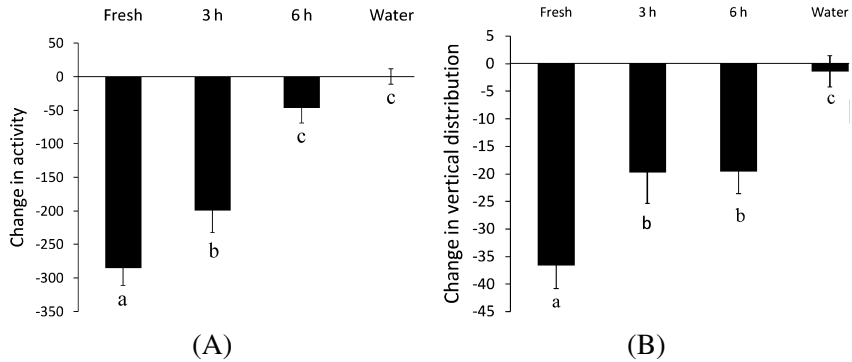 Fresh 3 h 6 h Water
50
0
-50
-100
-150
-200
-250
-300
-350
Change in activity
a
b
c
c
(A)
Fresh 3 h 6 h Water
5
0
-5
-10
-15
-20
-25
-30
-35
-40
-45
Change in vertical distribution
a
b
b
c
(B)